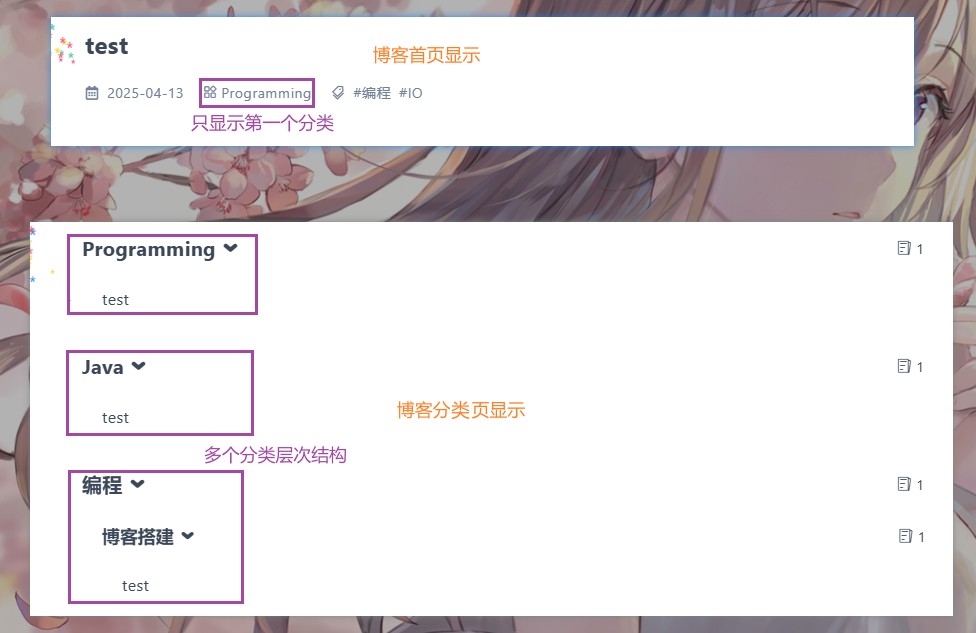 test
博客首页显示
2025-04-13 Programming #编程 #IO
只显示第一个分类
Programming 1
test
Java 1
test
博客分类页显示
多个分类层次结构
编程 1
博客搭建 1
test